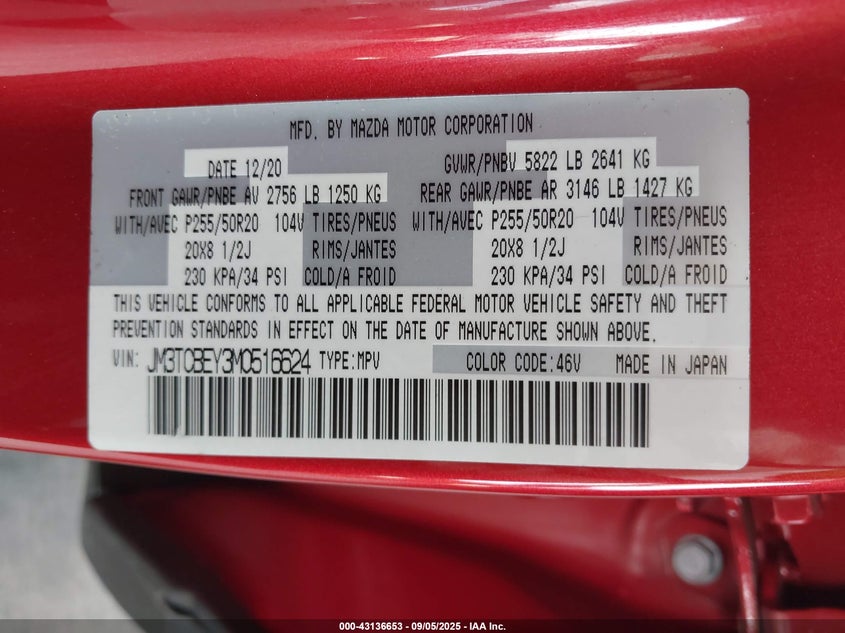 MFD. BY MAZDA MOTOR CORPORATION
DATE 12/20 GVWR/PNBV 5822 LB 2641 KG
FRONT GAWR/PNBE AV 2756 LB 1250 KG REAR GAWR/PNBE AR 3146 LB 1427 KG
WITH/AVEC P255/50R20 104V TIRES/PNEUS WITH/AVEC P255/50R20 104V TIRES/PNEUS
20X8 1/2J RIMS/JANTES 20X8 1/2J RIMS/JANTES
230 KPA/34 PSI COLD/A FROID 230 KPA/34 PSI COLD/A FROID
THIS VEHICLE CONFORMS TO ALL APPLICABLE FEDERAL MOTOR VEHICLE SAFETY AND THEFT
PREVENTION STANDARDS IN EFFECT ON THE DATE OF MANUFACTURE SHOWN ABOVE.
VIN: JM3TCBEY3M0516624 TYPE:MPV COLOR CODE:46V MADE IN JAPAN
000-43136653 - 09/05/2025 - IAA Inc.